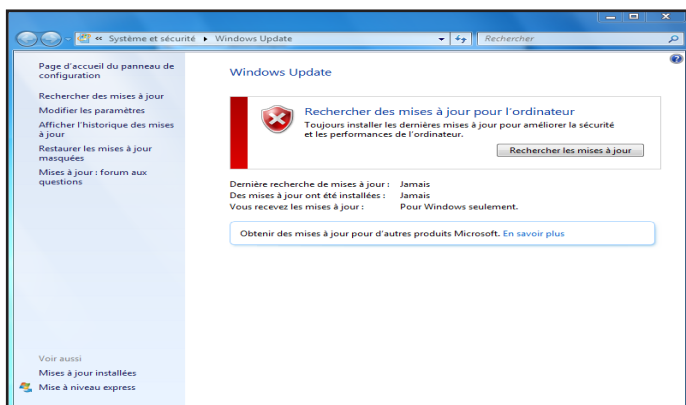 « Système et sécurité ▸ Windows Update
Rechercher
Page d'accueil du panneau de
configuration
Rechercher des mises à jour
Modifier les paramètres
Afficher l'historique des mises
à jour
Restaurer les mises à jour
masquées
Mises à jour : forum aux
questions
Voir aussi
Mises à jour installées
Mise à niveau express
Windows Update
Rechercher des mises à jour pour l'ordinateur
Toujours installer les dernières mises à jour pour améliorer la sécurité
et les performances de l'ordinateur.
Rechercher les mises à jour
Dernière recherche de mises à jour : Jamais
Des mises à jour ont été installées : Jamais
Vous recevez les mises à jour : Pour Windows seulement.
Obtenir des mises à jour pour d'autres produits Microsoft. En savoir plus